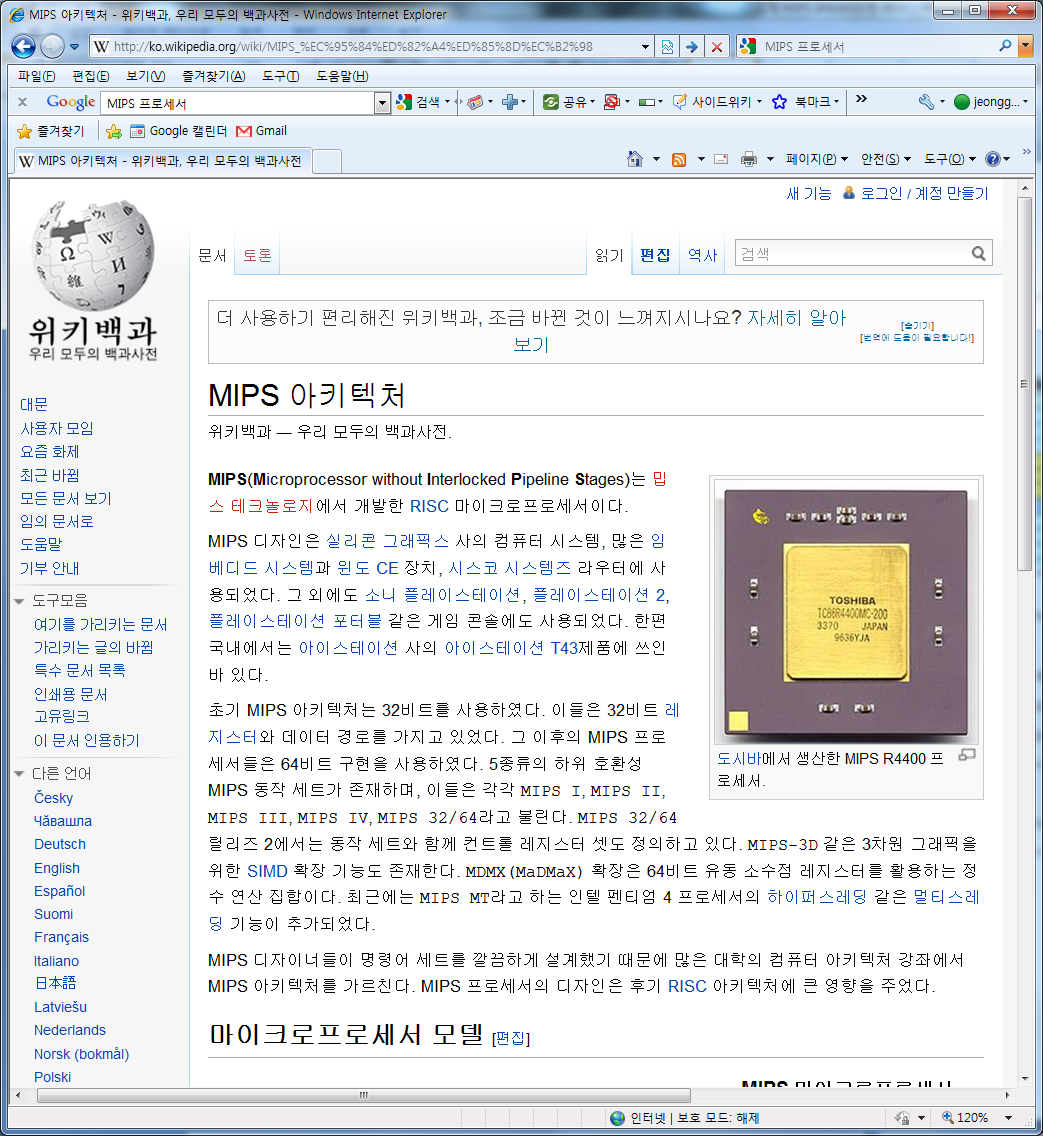 MIPS 아키텍처 - 위키백과, 우리 모두의 백과사전 - Windows Internet Explorer
http://ko.wikipedia.org/wiki/MIPS_%EC%95%84%ED%82%A4%ED%85%8D%EC%B2%98
MIPS 프로세서
파일(F) 편집(E) 보기(V) 즐겨찾기(A) 도구(T) 도움말(H)
Google MIPS 프로세서 검색 공유 사이드위키 북마크 jeongg...
즐겨찾기 Google 캘린더 Gmail
MIPS 아키텍처 - 위키백과, 우리 모두의 백과사전
페이지(P) 안전(S) 도구(O)
새 기능 로그인 / 계정 만들기
문서 토론 읽기 편집 역사 검색
위키백과
우리 모두의 백과사전
대문
사용자 모임
요즘 화제
최근 바뀜
모든 문서 보기
임의 문서로
도움말
기부 안내
도구모음
여기를 가리키는 문서
가리키는 글의 바뀜
특수 문서 목록
인쇄용 문서
고유링크
이 문서 인용하기
다른 언어
Česky
Чӑвашла
Deutsch
English
Español
Suomi
Français
Italiano
日本語
Latviešu
Nederlands
Norsk (bokmål)
Polski
더 사용하기 편리해진 위키백과, 조금 바뀐 것이 느껴지시나요? 자세히 알아
보기
[숨기기]
[번역에 도움이 필요합니다!]
MIPS 아키텍처
위키백과 — 우리 모두의 백과사전.
MIPS(Microprocessor without Interlocked Pipeline Stages)는 밉
스 테크놀로지에서 개발한 RISC 마이크로프로세서이다.
MIPS 디자인은 실리콘 그래픽스 사의 컴퓨터 시스템, 많은 임
베디드 시스템과 윈도 CE 장치, 시스코 시스템즈 라우터에 사
용되었다. 그 외에도 소니 플레이스테이션, 플레이스테이션 2,
플레이스테이션 포터블 같은 게임 콘솔에도 사용되었다. 한편
국내에서는 아이스테이션 사의 아이스테이션 T43제품에 쓰인
바 있다.
초기 MIPS 아키텍처는 32비트를 사용하였다. 이들은 32비트 레
지스터와 데이터 경로를 가지고 있었다. 그 이후의 MIPS 프로
세서들은 64비트 구현을 사용하였다. 5종류의 하위 호환성
MIPS 동작 세트가 존재하며, 이들은 각각 MIPS I, MIPS II,
MIPS III, MIPS IV, MIPS 32/64라고 불린다. MIPS 32/64
릴리즈 2에서는 동작 세트와 함께 컨트롤 레지스터 셋도 정의하고 있다. MIPS-3D 같은 3차원 그래픽을
위한 SIMD 확장 기능도 존재한다. MDMX(MaDMaX) 확장은 64비트 유동 소수점 레지스터를 활용하는 정
수 연산 집합이다. 최근에는 MIPS MT라고 하는 인텔 펜티엄 4 프로세서의 하이퍼스레딩 같은 멀티스레
딩 기능이 추가되었다.
MIPS 디자이너들이 명령어 세트를 깔끔하게 설계했기 때문에 많은 대학의 컴퓨터 아키텍처 강좌에서
MIPS 아키텍처를 가르친다. MIPS 프로세서의 디자인은 후기 RISC 아키텍처에 큰 영향을 주었다.
TOSHIBA
TC86R4400MC-200
3370 JAPAN
9636YJA
도시바에서 생산한 MIPS R4400 프
로세서.
마이크로프로세서 모델 [편집]
MIPS 마이크로프로세서
인터넷 | 보호 모드: 해제 120%